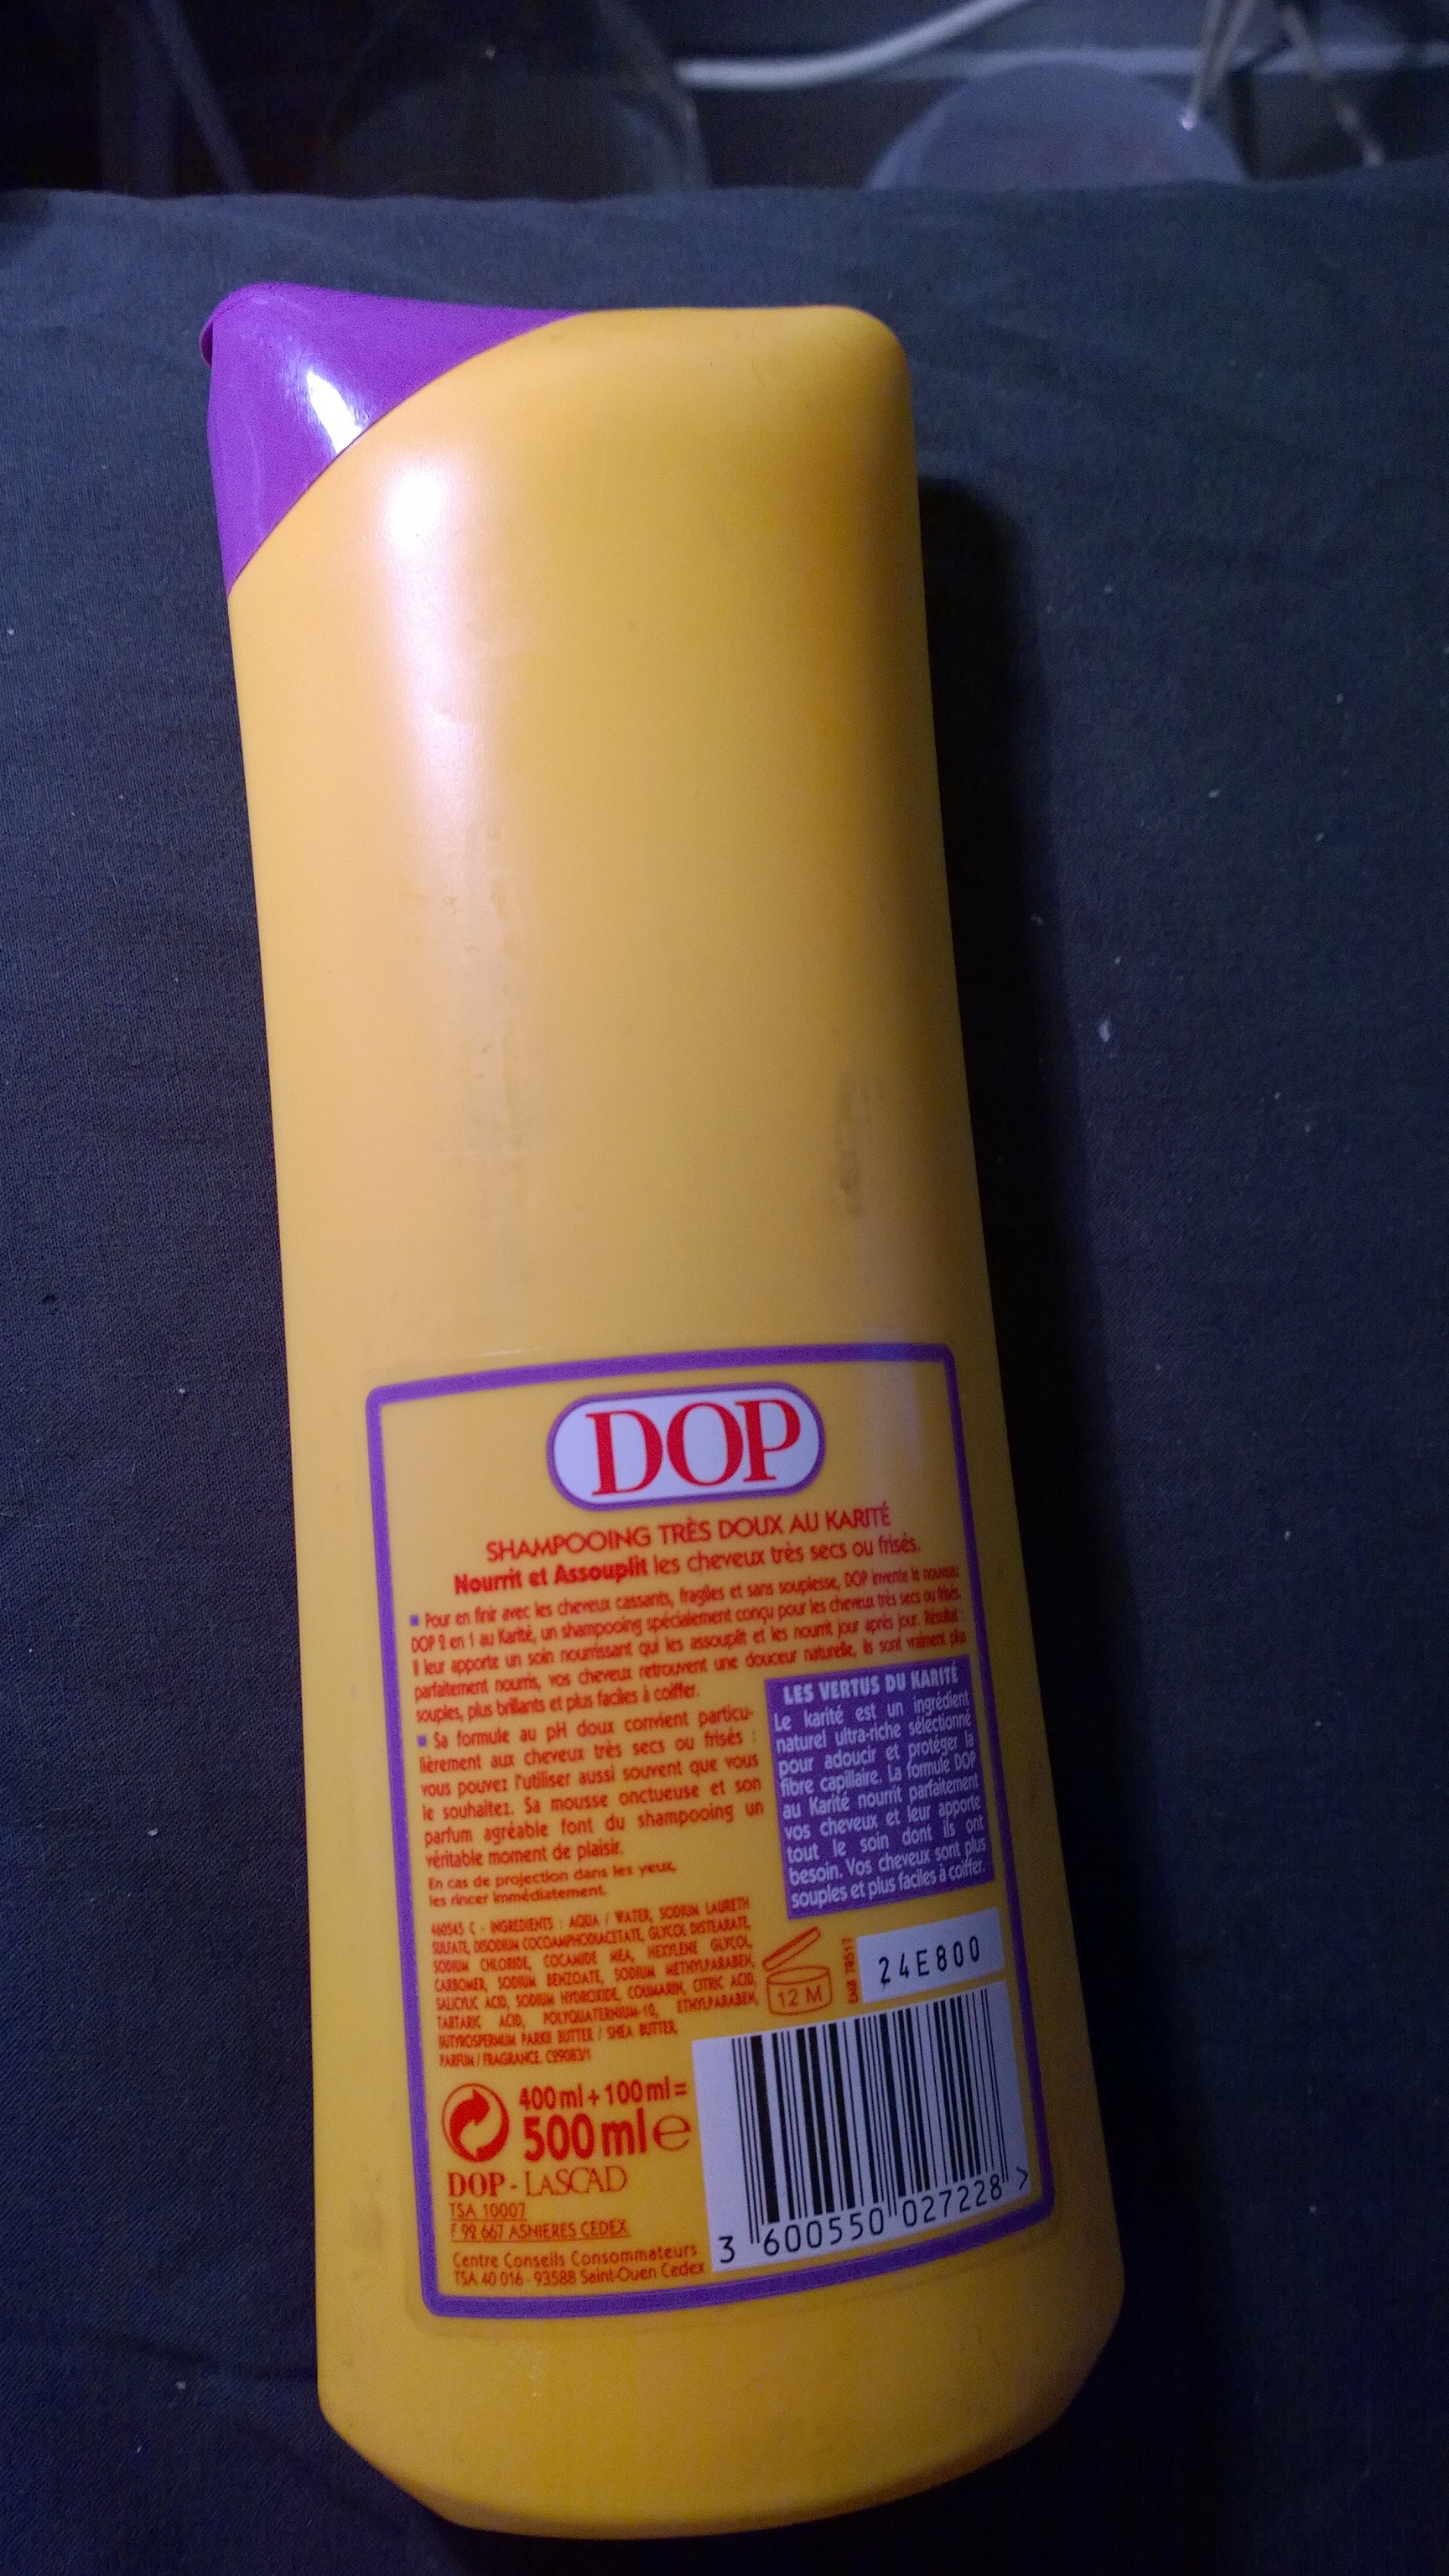 DOP
SHAMPOOING TRÈS DOUX AU KARITÉ
Nourrit et Assouplit les cheveux très secs ou frisés.
▪ Pour en finir avec les cheveux cassants, fragiles et sans souplesse, DOP invente le nouveau
DOP 2 en 1 au Karité, un shampooing spécialement conçu pour les cheveux très secs ou frisés.
Il leur apporte un soin nourrissant qui les assouplit et les nourrit jour après jour. Résultat :
parfaitement nourris, vos cheveux retrouvent une douceur naturelle, ils sont vraiment plus
souples, plus brillants et plus faciles à coiffer.
▪ Sa formule au pH doux convient particu-
lièrement aux cheveux très secs ou frisés :
vous pouvez l'utiliser aussi souvent que vous
le souhaitez. Sa mousse onctueuse et son
parfum agréable font du shampooing un
véritable moment de plaisir.
En cas de projection dans les yeux,
les rincer immédiatement.
LES VERTUS DU KARITÉ
Le karité est un ingrédient
naturel ultra-riche sélectionné
pour adoucir et protéger la
fibre capillaire. La formule DOP
au Karité nourrit parfaitement
vos cheveux et leur apporte
tout le soin dont ils ont
besoin. Vos cheveux sont plus
souples et plus faciles à coiffer.
460545 C - INGREDIENTS : AQUA / WATER, SODIUM LAURETH
SULFATE, DISODIUM COCOAMPHODIACETATE, GLYCOL DISTEARATE,
SODIUM CHLORIDE, COCAMIDE MEA, HEXYLENE GLYCOL,
CARBOMER, SODIUM BENZOATE, SODIUM METHYLPARABEN,
SALICYLIC ACID, SODIUM HYDROXIDE, COUMARIN, CITRIC ACID,
TARTARIC ACID, POLYQUATERNIUM-10, ETHYLPARABEN,
BUTYROSPERMUM PARKII BUTTER / SHEA BUTTER,
PARFUM / FRAGRANCE. C09083/1
12 M
EMB 78517
24E800
400 ml + 100 ml =
500 ml e
DOP - LASCAD
TSA 10007
F 92 667 ASNIERES CEDEX
Centre Conseils Consommateurs
TSA 40 016 - 93588 Saint-Ouen Cedex
3 600550 027228 >